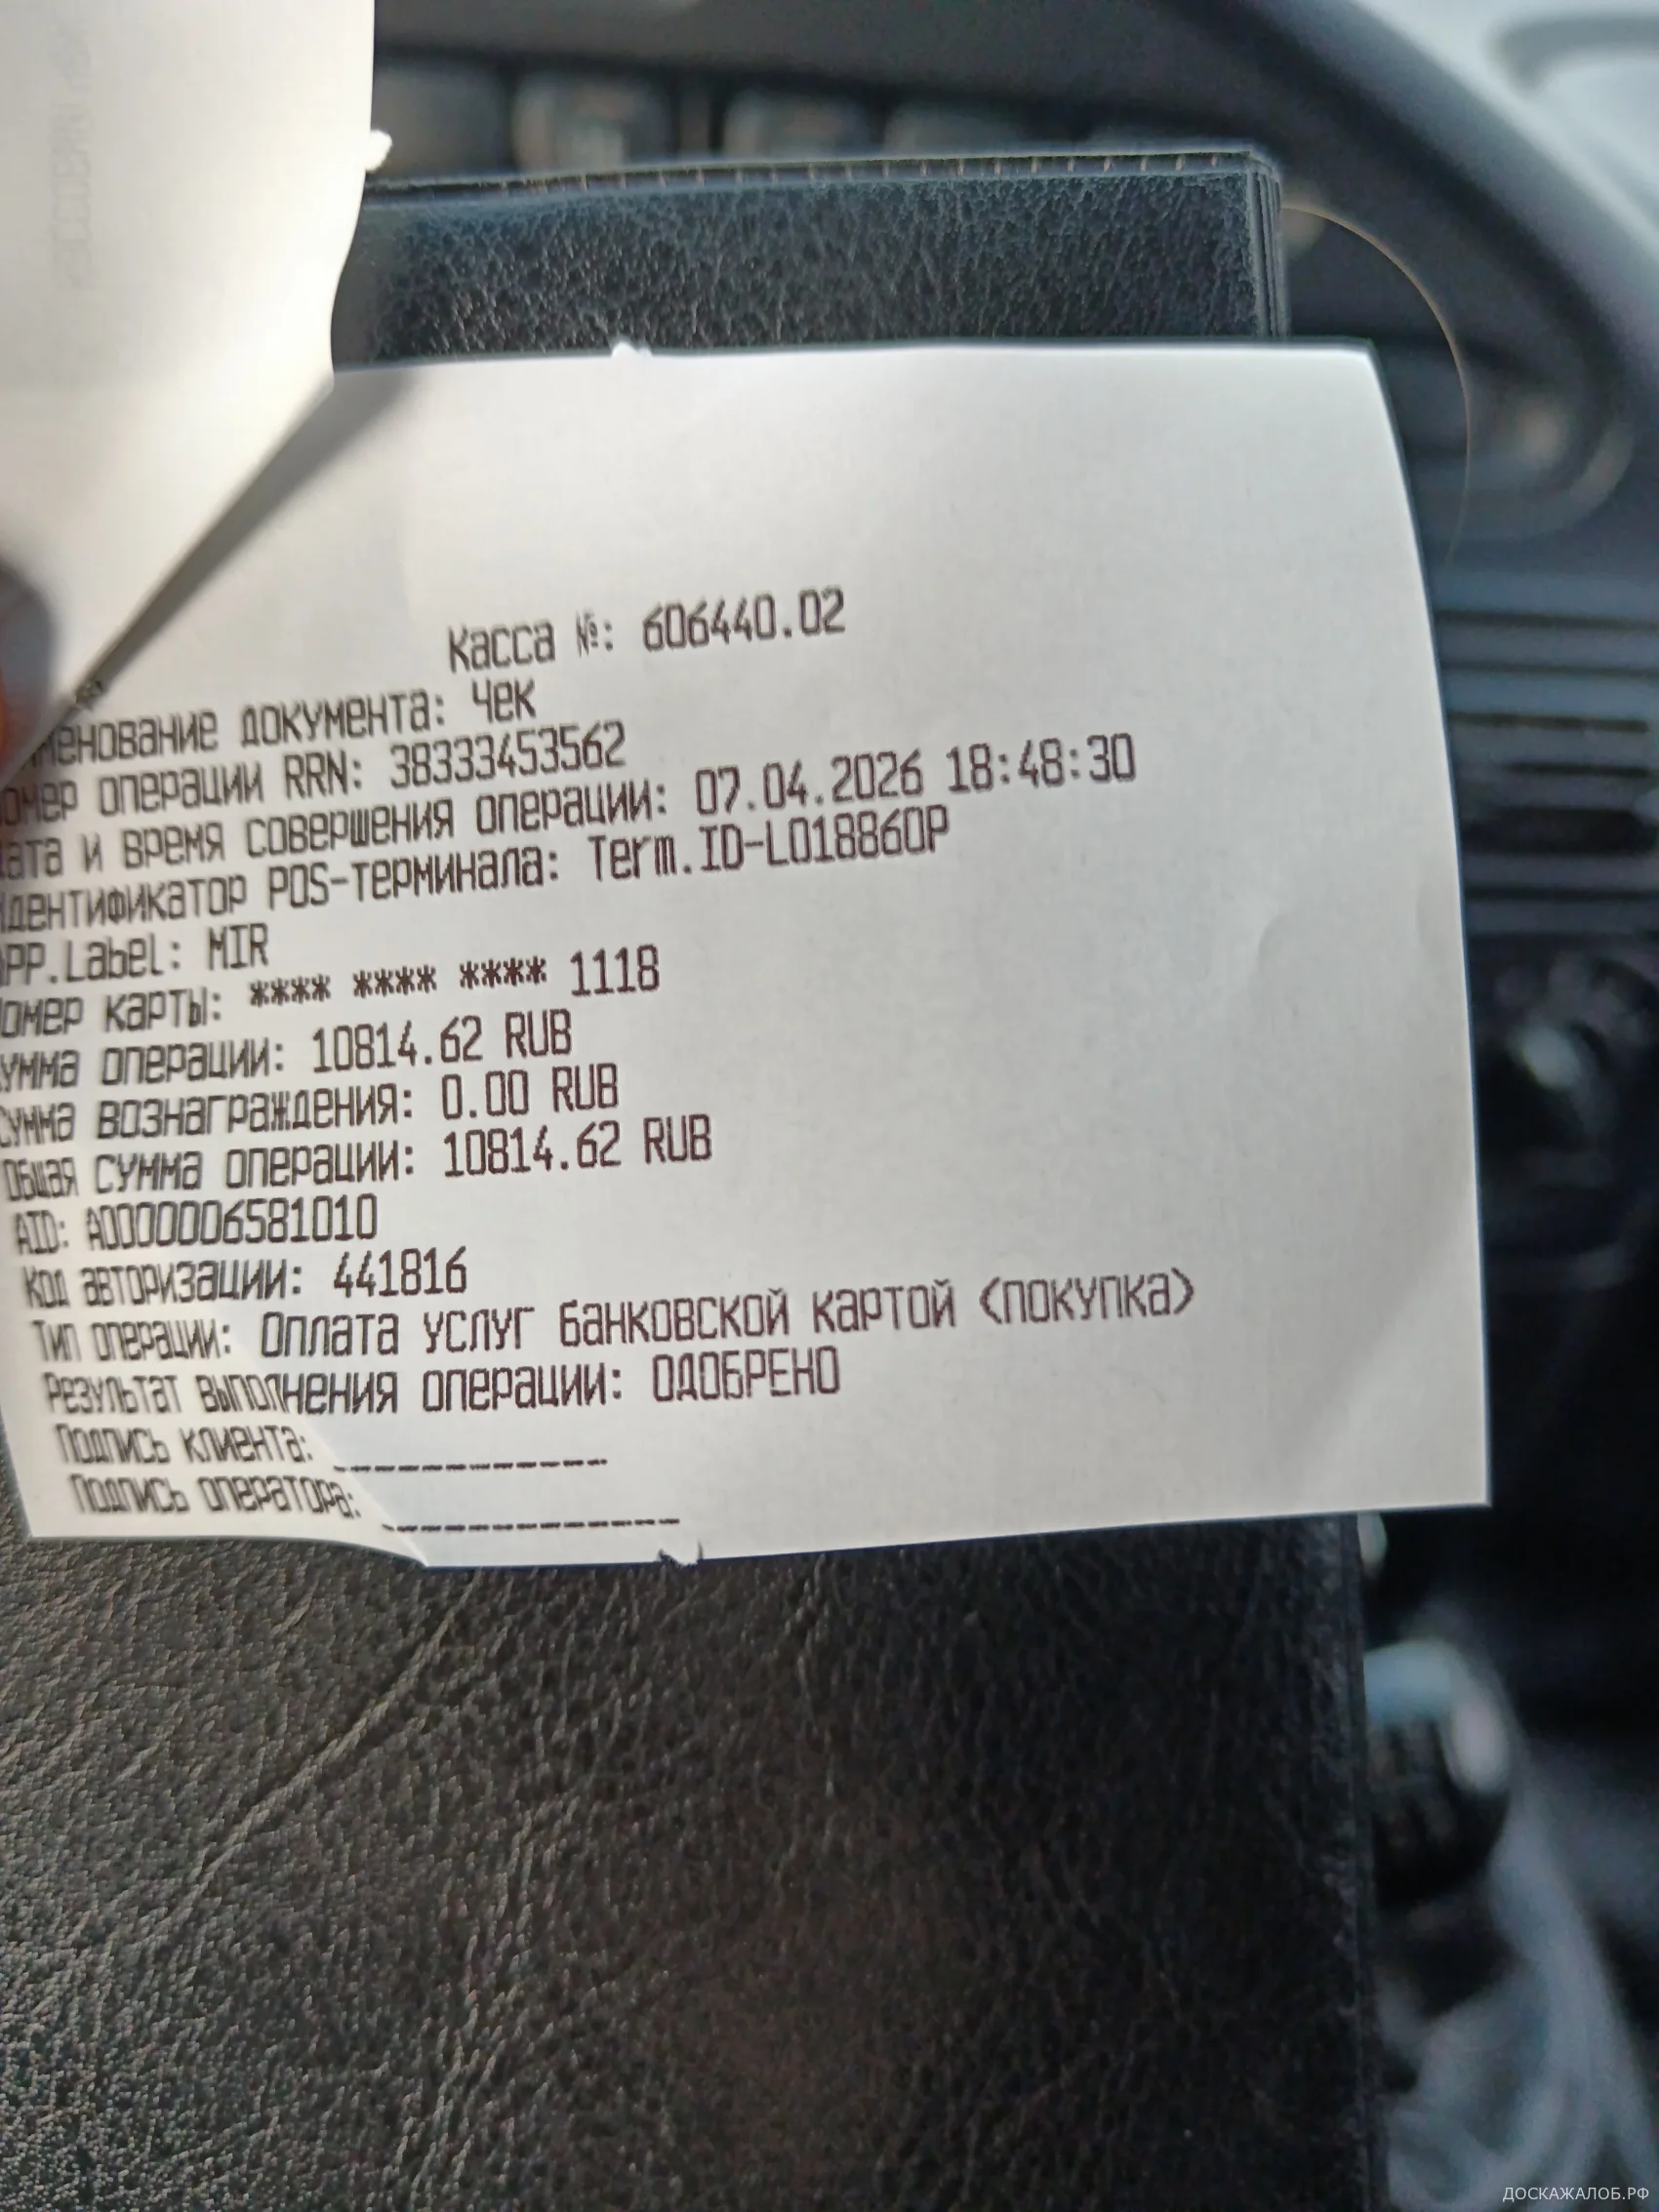 Касса №: 606440.02
менование документа: Чек
омер операции RRN: 38333453562
ата и время совершения операции: 07.04.2026 18:48:30
дентификатор POS-терминала: Term.ID-L018860P
PP.Label: MIR
омер карты: **** **** **** 1118
умма операции: 10814.62 RUB
Сумма вознаграждения: 0.00 RUB
Общая сумма операции: 10814.62 RUB
AID: A0000006581010
Код авторизации: 441816
Тип операции: Оплата услуг банковской картой <покупка>
Результат выполнения операции: ОДОБРЕНО
Подпись клиента: _____________
Подпись оператора: _____________
ДОСКАЖАЛОБ.РФ